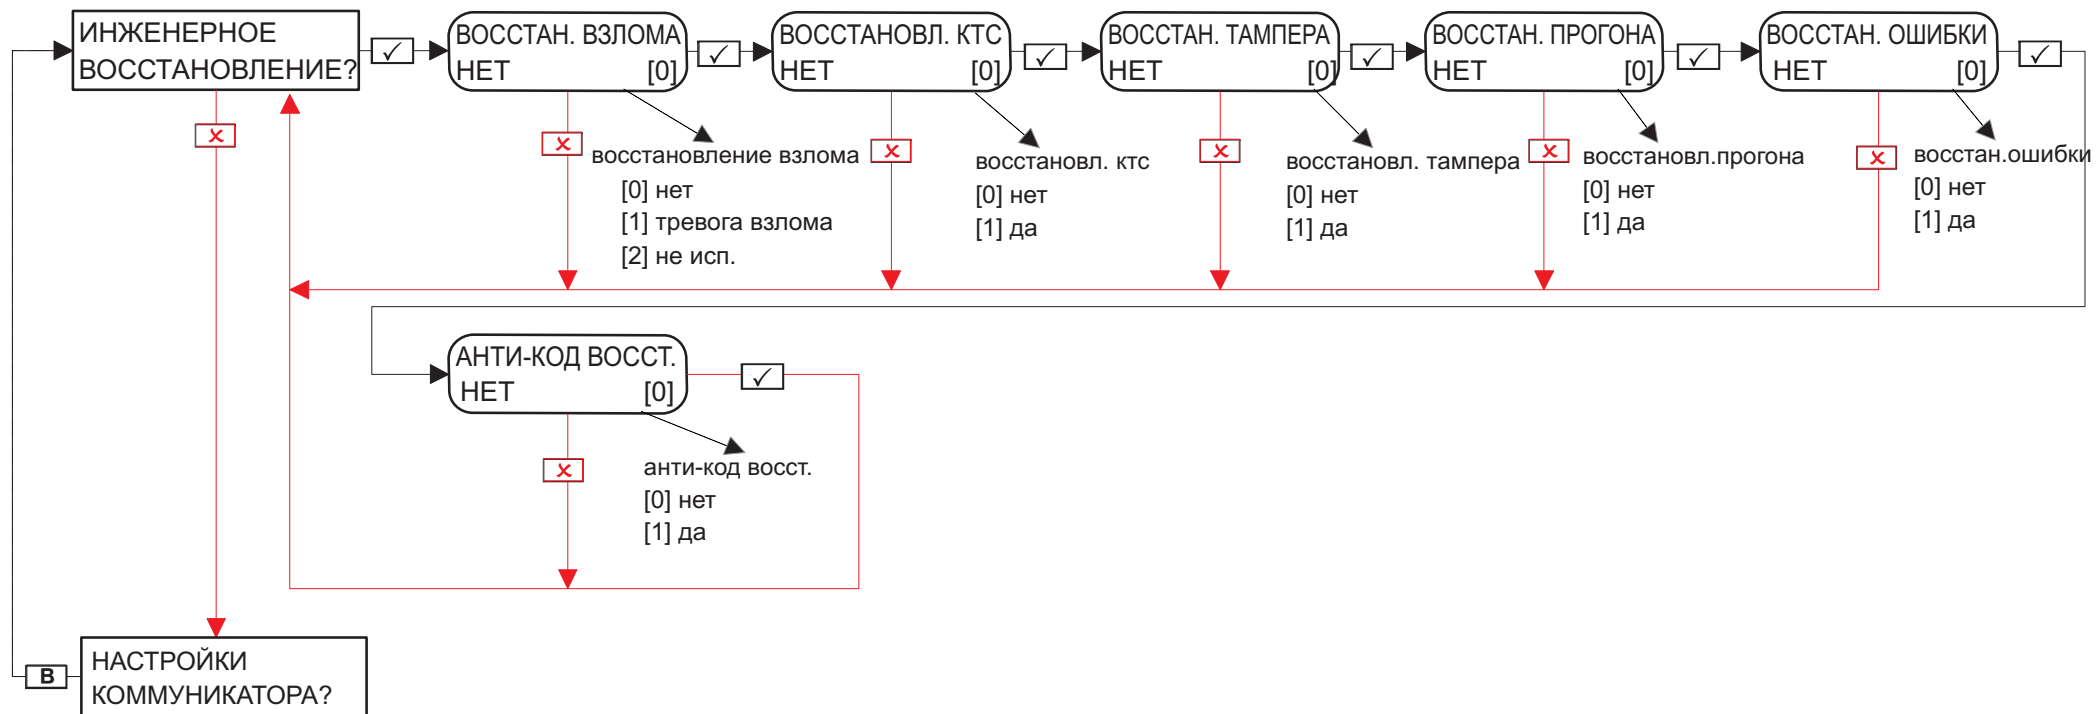 ИНЖЕНЕРНОЕ
ВОССТАНОВЛЕНИЕ?
ВОССТАН. ВЗЛОМА
НЕТ [0]
ВОССТАНОВЛ. КТС
НЕТ [0]
ВОССТАН. ТАМПЕРА
НЕТ [0]
ВОССТАН. ПРОГОНА
НЕТ [0]
ВОССТАН. ОШИБКИ
НЕТ [0]
восстановление взлома
[0] нет
[1] тревога взлома
[2] не исп.
восстановл. ктс
[0] нет
[1] да
восстановл. тампера
[0] нет
[1] да
восстановл.прогона
[0] нет
[1] да
восстан.ошибки
[0] нет
[1] да
АНТИ-КОД ВОССТ.
НЕТ [0]
анти-код восст.
[0] нет
[1] да
B
НАСТРОЙКИ
КОММУНИКАТОРА?